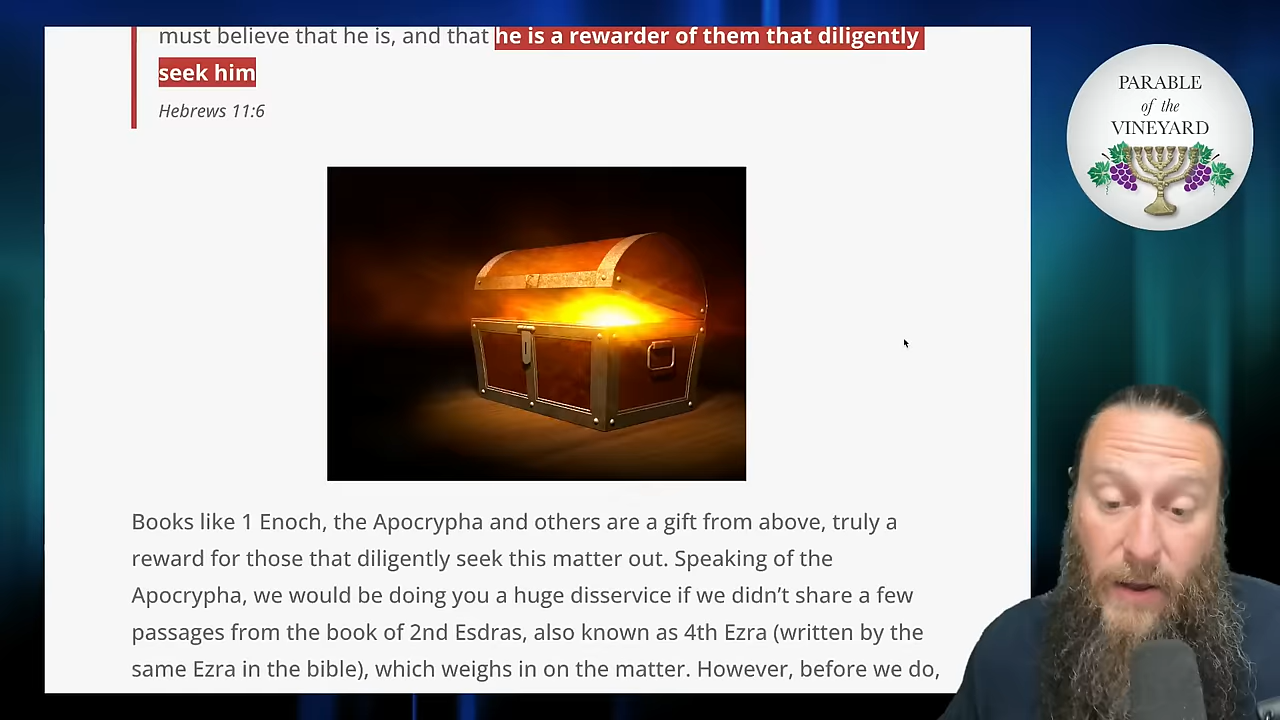 must believe that he is, and that he is a rewarder of them that diligently
seek him
Hebrews 11:6
PARABLE
of the
VINEYARD
Books like 1 Enoch, the Apocrypha and others are a gift from above, truly a
reward for those that diligently seek this matter out. Speaking of the
Apocrypha, we would be doing you a huge disservice if we didn’t share a few
passages from the book of 2nd Esdras, also known as 4th Ezra (written by the
same Ezra in the bible), which weighs in on the matter. However, before we do,